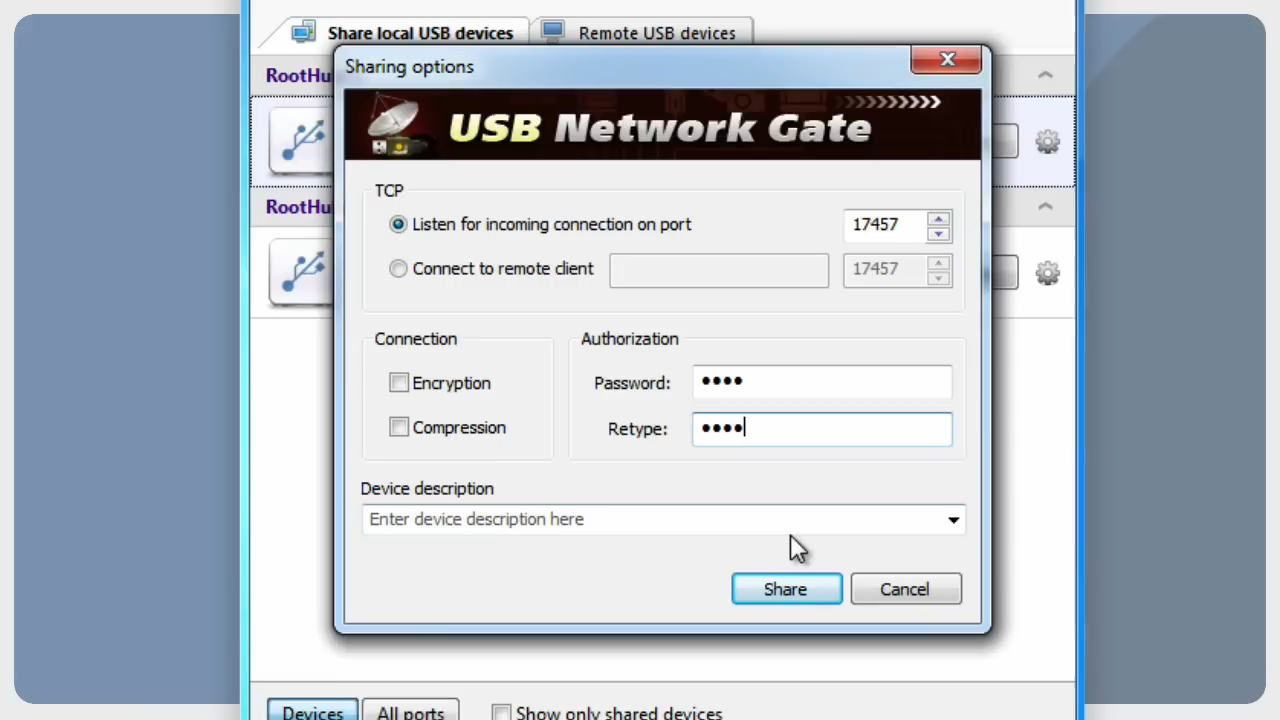 Share local USB devices
Remote USB devices
RootHu
Sharing options
USB Network Gate
TCP
Listen for incoming connection on port
17457
Connect to remote client
17457
Connection
Authorization
Encryption
Password:
••••
Compression
Retype:
••••
Device description
Enter device description here
Share
Cancel
RootHu
Devices
All ports
Show only shared devices